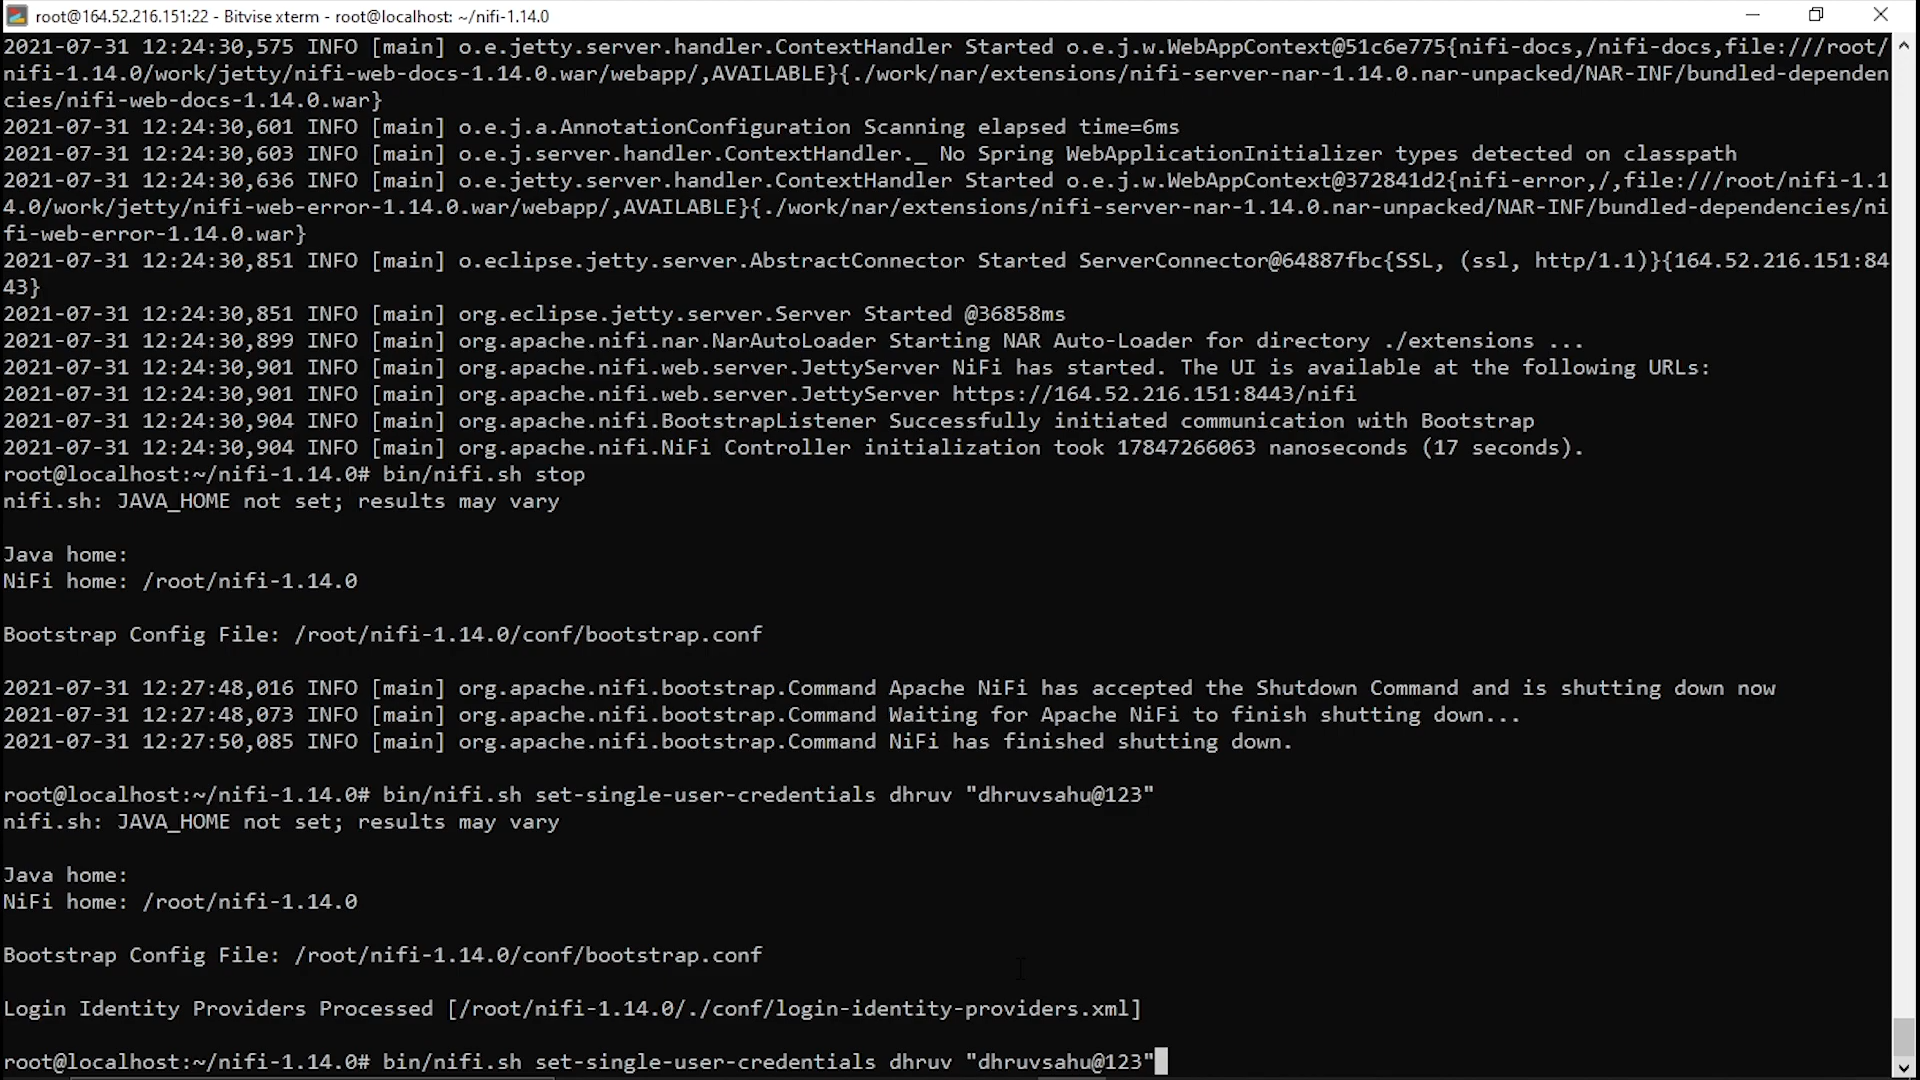 root@164.52.216.151:22 - Bitvise xterm - root@localhost: ~/nifi-1.14.0
2021-07-31 12:24:30,575 INFO [main] o.e.jetty.server.handler.ContextHandler Started o.e.j.w.WebAppContext@51c6e775{nifi-docs,/nifi-docs,file:///root/
nifi-1.14.0/work/jetty/nifi-web-docs-1.14.0.war/webapp/,AVAILABLE}{./work/nar/extensions/nifi-server-nar-1.14.0.nar-unpacked/NAR-INF/bundled-dependen
cies/nifi-web-docs-1.14.0.war}
2021-07-31 12:24:30,601 INFO [main] o.e.j.a.AnnotationConfiguration Scanning elapsed time=6ms
2021-07-31 12:24:30,603 INFO [main] o.e.j.server.handler.ContextHandler._ No Spring WebApplicationInitializer types detected on classpath
2021-07-31 12:24:30,636 INFO [main] o.e.jetty.server.handler.ContextHandler Started o.e.j.w.WebAppContext@372841d2{nifi-error,/,file:///root/nifi-1.1
4.0/work/jetty/nifi-web-error-1.14.0.war/webapp/,AVAILABLE}{./work/nar/extensions/nifi-server-nar-1.14.0.nar-unpacked/NAR-INF/bundled-dependencies/ni
fi-web-error-1.14.0.war}
2021-07-31 12:24:30,851 INFO [main] o.eclipse.jetty.server.AbstractConnector Started ServerConnector@64887fbc{SSL, (ssl, http/1.1)}{164.52.216.151:84
43}
2021-07-31 12:24:30,851 INFO [main] org.eclipse.jetty.server.Server Started @36858ms
2021-07-31 12:24:30,899 INFO [main] org.apache.nifi.nar.NarAutoLoader Starting NAR Auto-Loader for directory ./extensions ...
2021-07-31 12:24:30,901 INFO [main] org.apache.nifi.web.server.JettyServer NiFi has started. The UI is available at the following URLs:
2021-07-31 12:24:30,901 INFO [main] org.apache.nifi.web.server.JettyServer https://164.52.216.151:8443/nifi
2021-07-31 12:24:30,904 INFO [main] org.apache.nifi.BootstrapListener Successfully initiated communication with Bootstrap
2021-07-31 12:24:30,904 INFO [main] org.apache.nifi.NiFi Controller initialization took 17847266063 nanoseconds (17 seconds).
root@localhost:~/nifi-1.14.0# bin/nifi.sh stop
nifi.sh: JAVA_HOME not set; results may vary
Java home:
NiFi home: /root/nifi-1.14.0
Bootstrap Config File: /root/nifi-1.14.0/conf/bootstrap.conf
2021-07-31 12:27:48,016 INFO [main] org.apache.nifi.bootstrap.Command Apache NiFi has accepted the Shutdown Command and is shutting down now
2021-07-31 12:27:48,073 INFO [main] org.apache.nifi.bootstrap.Command Waiting for Apache NiFi to finish shutting down...
2021-07-31 12:27:50,085 INFO [main] org.apache.nifi.bootstrap.Command NiFi has finished shutting down.
root@localhost:~/nifi-1.14.0# bin/nifi.sh set-single-user-credentials dhruv "dhruvsahu@123"
nifi.sh: JAVA_HOME not set; results may vary
Java home:
NiFi home: /root/nifi-1.14.0
Bootstrap Config File: /root/nifi-1.14.0/conf/bootstrap.conf
Login Identity Providers Processed [/root/nifi-1.14.0/./conf/login-identity-providers.xml]
root@localhost:~/nifi-1.14.0# bin/nifi.sh set-single-user-credentials dhruv "dhruvsahu@123"